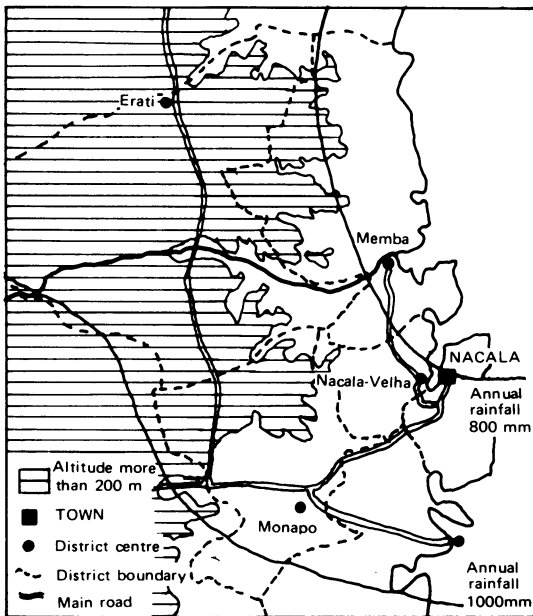 Erati
Memba
NACALA
Nacala-Velha
Annual
rainfall
800 mm
Monapo
Annual
rainfall
1000mm
Altitude more
than 200 m
TOWN
District centre
District boundary
Main road